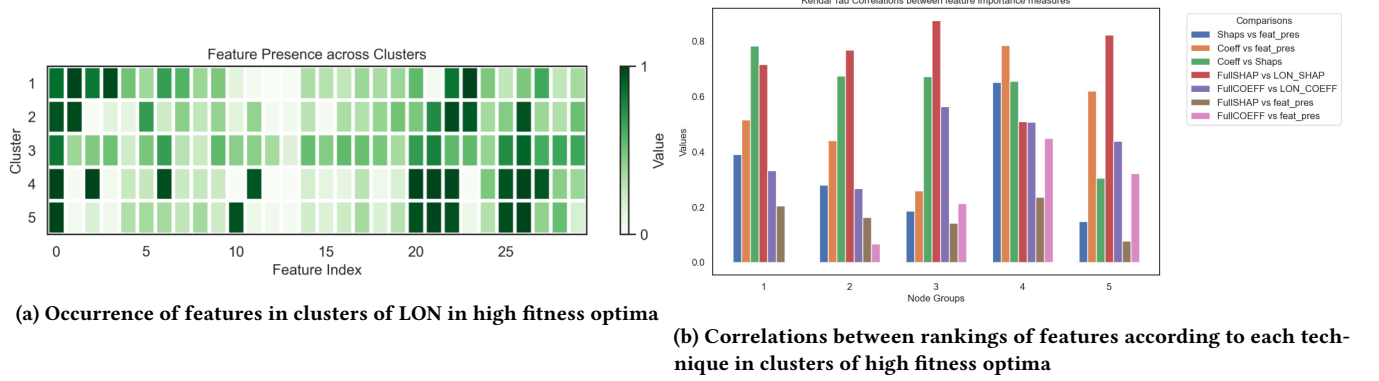 Feature Presence across Clusters
Cluster
1
2
3
4
5
0
5
10
15
20
25
Feature Index
1
0
Value
(a) Occurrence of features in clusters of LON in high fitness optima
Kendal Tau Correlations between feature importance measures
Values
0.8
0.6
0.4
0.2
0.0
1
2
3
4
5
Node Groups
Comparisons
Shaps vs feat_pres
Coeff vs feat_pres
Coeff vs Shaps
FullSHAP vs LON_SHAP
FullCOEFF vs LON_COEFF
FullSHAP vs feat_pres
FullCOEFF vs feat_pres
(b) Correlations between rankings of features according to each tech-
nique in clusters of high fitness optima